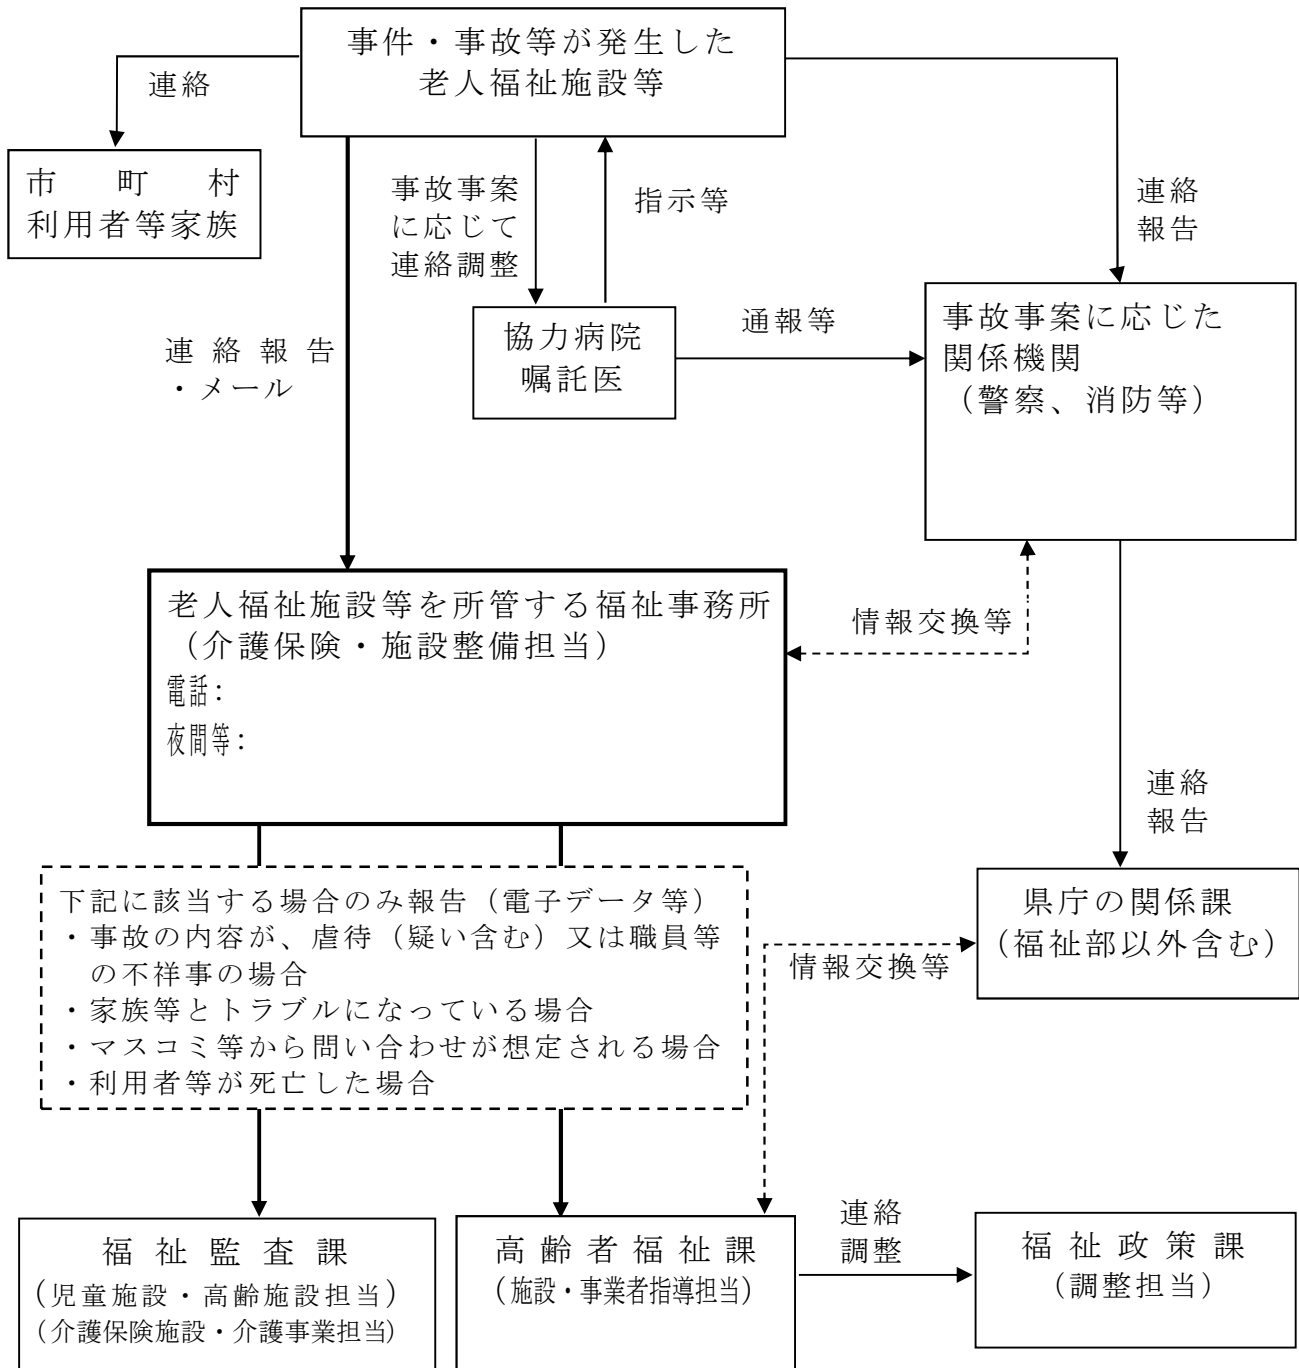 事件・事故等が発生した
老人福祉施設等
連絡
市町村
利用者等家族
事故事案
に応じて
連絡調整
指示等
連絡
報告
協力病院
嘱託医
通報等
事故事案に応じた
関係機関
（警察、消防等）
連絡報告
・メール
老人福祉施設等を所管する福祉事務所
（介護保険・施設整備担当）
電話：
夜間等：
情報交換等
連絡
報告
下記に該当する場合のみ報告（電子データ等）
・事故の内容が、虐待（疑い含む）又は職員等
の不祥事の場合
・家族等とトラブルになっている場合
・マスコミ等から問い合わせが想定される場合
・利用者等が死亡した場合
情報交換等
県庁の関係課
（福祉部以外含む）
福祉監査課
（児童施設・高齢施設担当）
（介護保険施設・介護事業担当）
高齢者福祉課
（施設・事業者指導担当）
連絡
調整
福祉政策課
（調整担当）